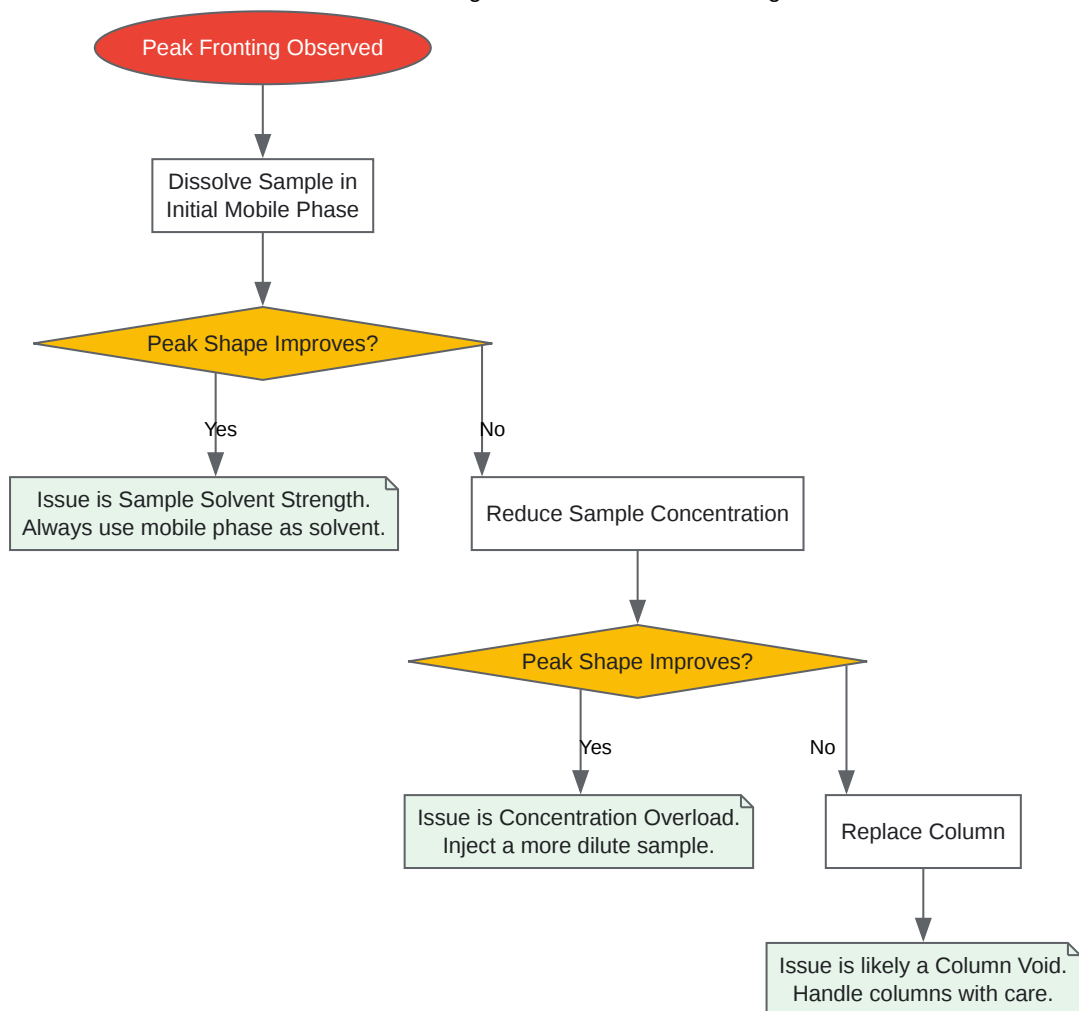 Peak Fronting Observed
Dissolve Sample in
Initial Mobile Phase
Peak Shape Improves?
Yes
No
Issue is Sample Solvent Strength.
Always use mobile phase as solvent.
Reduce Sample Concentration
Peak Shape Improves?
Yes
No
Issue is Concentration Overload.
Inject a more dilute sample.
Replace Column
Issue is likely a Column Void.
Handle columns with care.